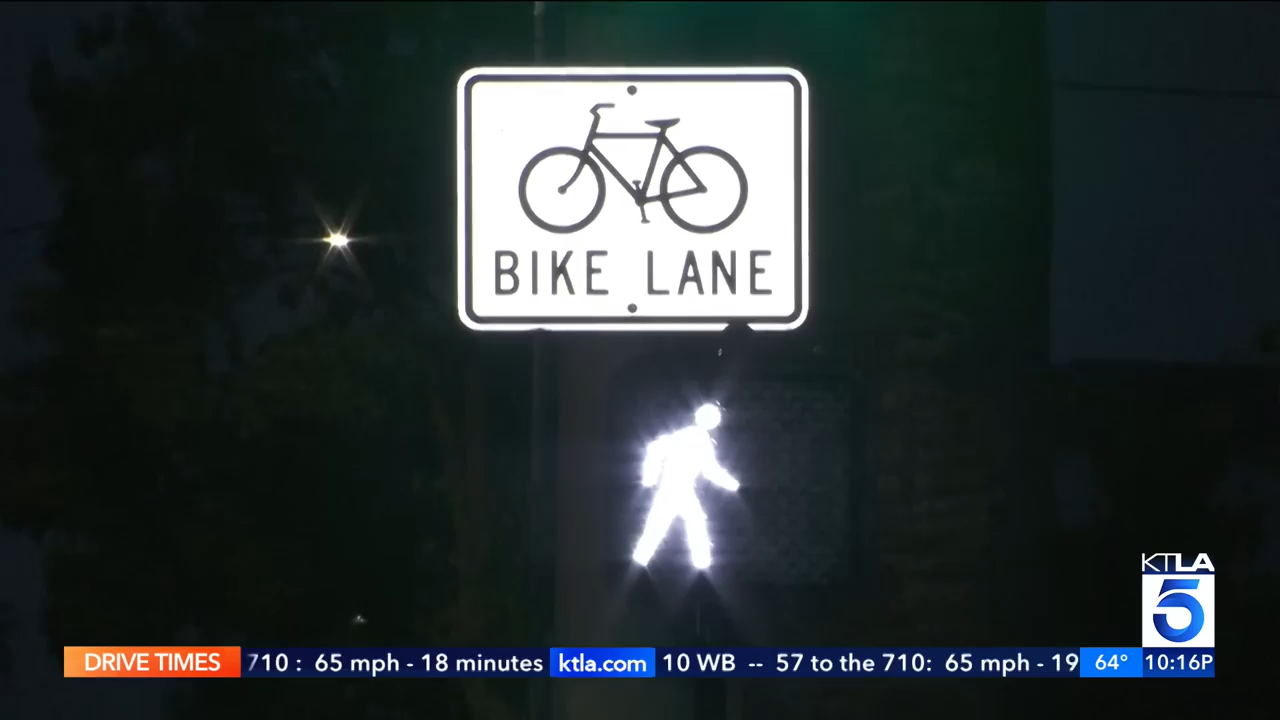 BIKE LANE
KTLA
5
DRIVE TIMES 710 : 65 mph - 18 minutes ktla.com 10 WB -- 57 to the 710: 65 mph - 19 64° 10:16P